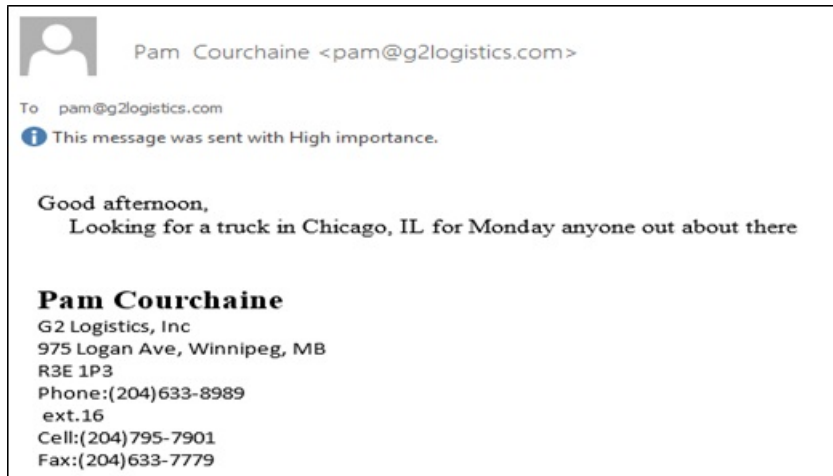 Pam Courchaine <pam@g2logistics.com>
To pam@g2logistics.com
i This message was sent with High importance.
Good afternoon,
Looking for a truck in Chicago, IL for Monday anyone out about there
Pam Courchaine
G2 Logistics, Inc
975 Logan Ave, Winnipeg, MB
R3E 1P3
Phone:(204)633-8989
ext.16
Cell:(204)795-7901
Fax:(204)633-7779